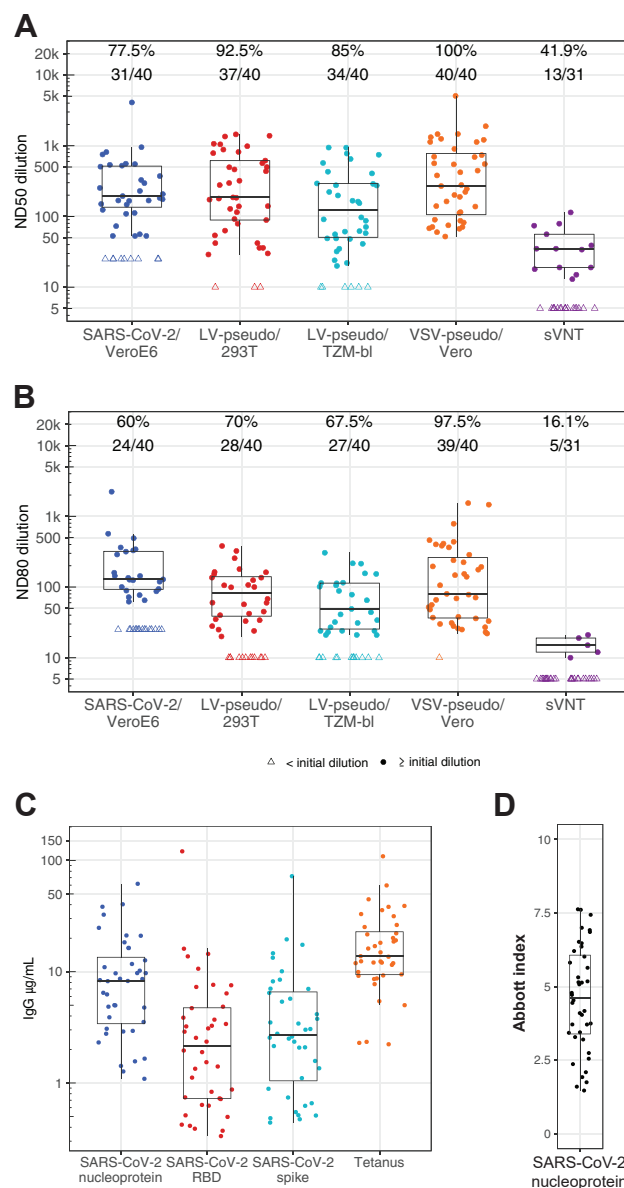 A
20k
10k
5k
1k
500
100
50
10
5
ND50 dilution
77.5% 92.5% 85% 100% 41.9%
31/40 37/40 34/40 40/40 13/31
SARS-CoV-2/ LV-pseudo/ LV-pseudo/ VSV-pseudo/ sVNT
VeroE6 293T TZM-bl Vero
B
20k
10k
5k
1k
500
100
50
10
5
ND80 dilution
60% 70% 67.5% 97.5% 16.1%
24/40 28/40 27/40 39/40 5/31
SARS-CoV-2/ LV-pseudo/ LV-pseudo/ VSV-pseudo/ sVNT
VeroE6 293T TZM-bl Vero
△ < initial dilution ● ≥ initial dilution
C
150
100
50
10
1
IgG µg/mL
SARS-CoV-2 SARS-CoV-2 SARS-CoV-2 Tetanus
nucleoprotein RBD spike
D
10
7.5
5
2.5
0
Abbott index
SARS-CoV-2
nucleoprotein